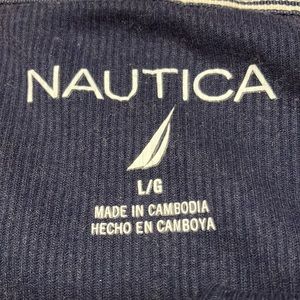 NAUTICA
L/G
MADE IN CAMBODIA
HECHO EN CAMBOYA